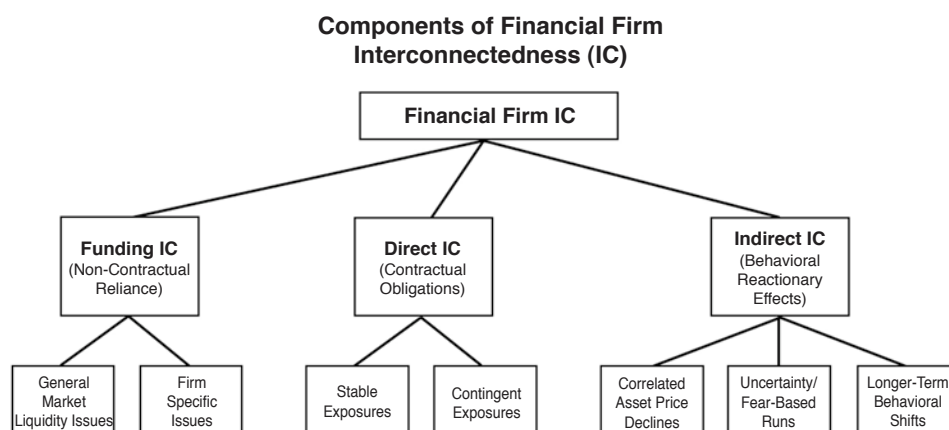 Components of Financial Firm
Interconnectedness (IC)
Financial Firm IC
Funding IC
(Non-Contractual
Reliance)
Direct IC
(Contractual
Obligations)
Indirect IC
(Behavioral
Reactionary
Effects)
General
Market
Liquidity Issues
Firm
Specific
Issues
Stable
Exposures
Contingent
Exposures
Correlated
Asset Price
Declines
Uncertainty/
Fear-Based
Runs
Longer-Term
Behavioral
Shifts